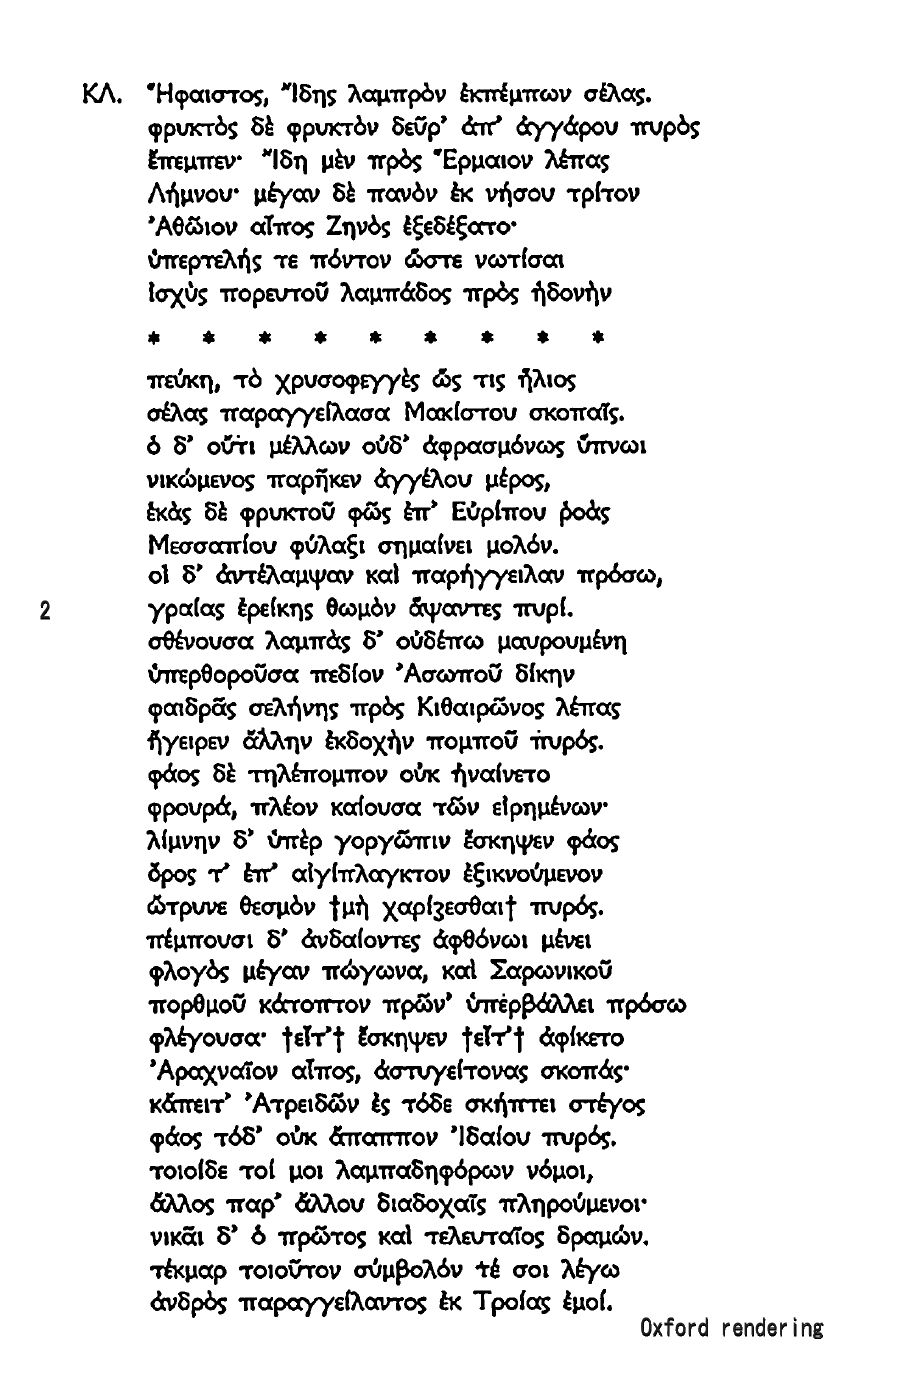 ΚΛ. Ἥφαιστος, Ἴδης λαμπρὸν ἐκπέμπων σέλας.
φρυκτὸς δὲ φρυκτὸν δεῦρ’ ἀπ’ ἀγγάρου πυρὸς
ἔπεμπεν· Ἴδη μὲν πρὸς Ἑρμαιον λέπας
Λήμνου· μέγαν δὲ πανὸν ἐκ νήσου τρίτον
Ἀθῶιον αἶπος Ζηνὸς ἐξεδέξατο·
ὑπερτελής τε πόντον ὥστε νωτίσαι
ἰσχὺς πορευτοῦ λαμπάδος πρὸς ἡδονὴν
* * * * * * * * *
πεύκη, τὸ χρυσοφεγγὲς ὥς τις ἥλιος
σέλας παραγγείλασα Μακίστου σκοπαῖς.
ὁ δ’ οὔτι μέλλων οὐδ’ ἀφρασμόνως ὕπνωι
νικώμενος παρῆκεν ἀγγέλου μέρος,
ἑκὰς δὲ φρυκτοῦ φῶς ἐπ’ Εὐρίπου ῥοὰς
Μεσσαπίου φύλαξι σημαίνει μολόν.
οἱ δ’ ἀντέλαμψαν καὶ παρήγγειλαν πρόσω,
2 γραίας ἐρείκης θωμὸν ἅψαντες πυρί.
σθένουσα λαμπὰς δ’ οὐδέπω μαυρουμένη
ὑπερθοροῦσα πεδίον Ἀσωποῦ δίκην
φαιδρᾶς σελήνης πρὸς Κιθαιρῶνος λέπας
ἤγειρεν ἄλλην ἐκδοχὴν πομποῦ πυρός.
φάος δὲ τηλέπομπον οὐκ ἠναίνετο
φρουρά, πλέον καίουσα τῶν εἰρημένων·
λίμνην δ’ ὑπὲρ γοργῶπιν ἔσκηψεν φάος
ὄρος τ’ ἐπ’ αἰγίπλαγκτον ἐξικνούμενον
ὤτρυνε θεσμὸν †μὴ χαρίζεσθαι† πυρός.
πέμπουσι δ’ ἀνδαίοντες ἀφθόνωι μένει
φλογὸς μέγαν πώγωνα, καὶ Σαρωνικοῦ
πορθμοῦ κάτοπτον πρῶν’ ὑπερβάλλει πρόσω
φλέγουσα· †εἶτ’† ἔσκηψεν †εἶτ’† ἀφίκετο
Ἀραχναῖον αἶπος, ἀστυγείτονας σκοπάς·
κἄπειτ’ Ἀτρειδῶν ἐς τόδε σκήπτει στέγος
φάος τόδ’ οὐκ ἄπαππον Ἰδαίου πυρός.
τοιοίδε τοί μοι λαμπαδηφόρων νόμοι,
ἄλλος παρ’ ἄλλου διαδοχαῖς πληρούμενοι·
νικᾶι δ’ ὁ πρῶτος καὶ τελευταῖος δραμών.
τέκμαρ τοιοῦτον σύμβολόν τέ σοι λέγω
ἀνδρὸς παραγγείλαντος ἐκ Τροίας ἐμοί.
Oxford rendering